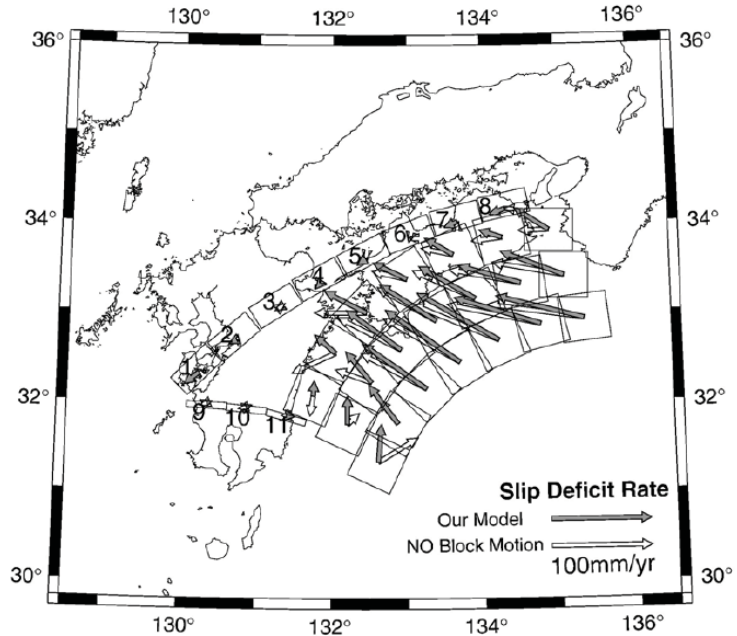 130° 132° 134° 136°
36° 36°
34° 34°
32° 32°
30° 30°
8
7
6
5
4
3
2
1
9 10 11
Slip Deficit Rate
Our Model
NO Block Motion
100mm/yr
130° 132° 134° 136°